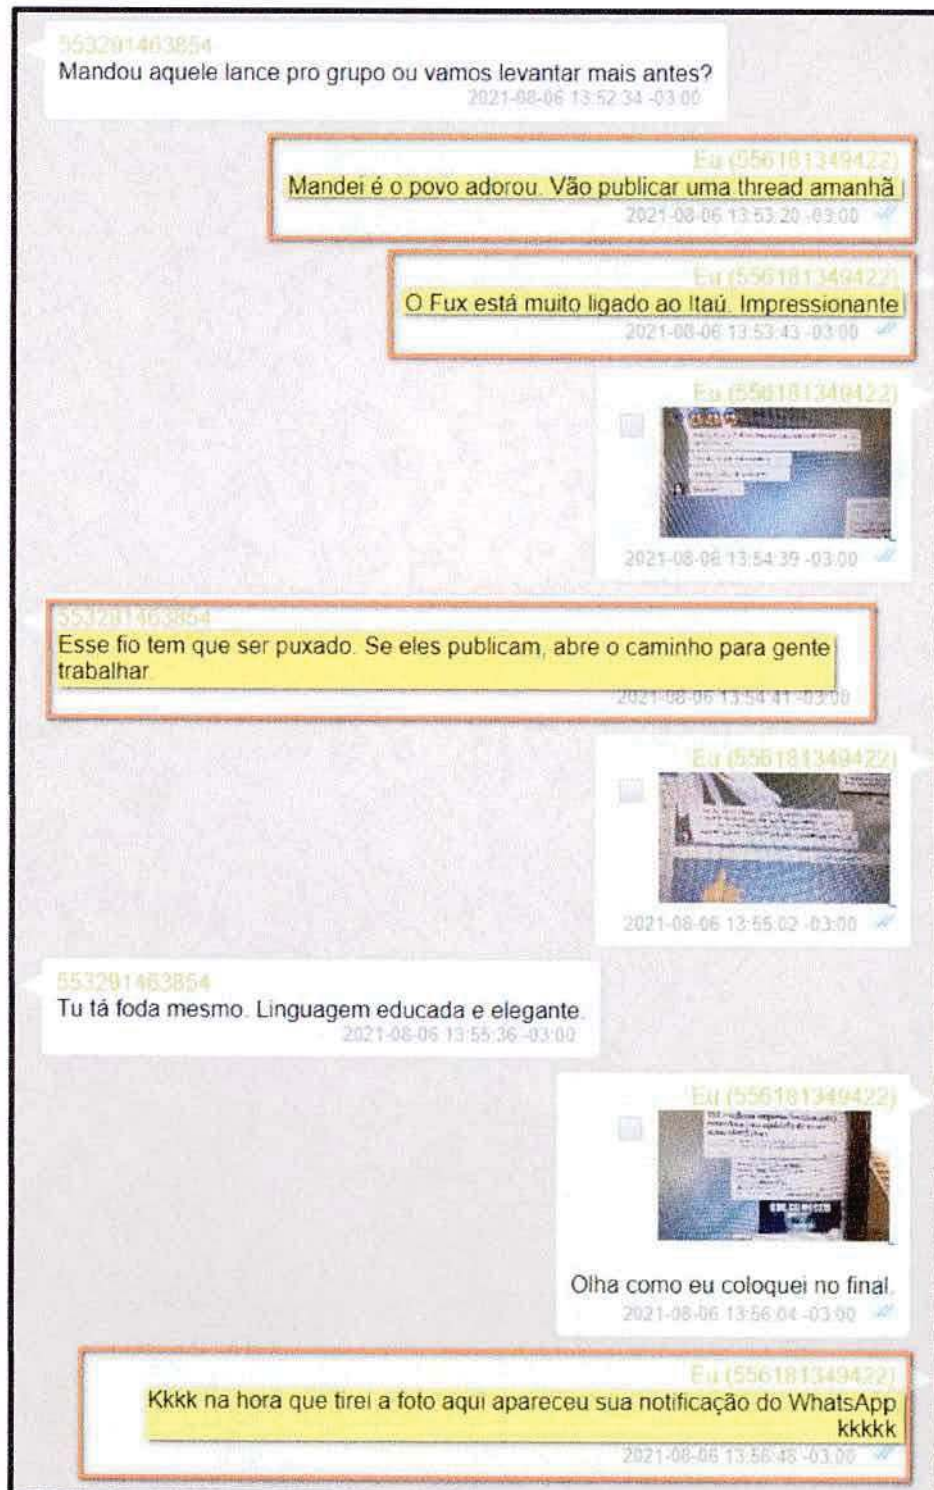 553291463854
Mandou aquele lance pro grupo ou vamos levantar mais antes?
2021-08-06 13:52:34 -03:00
Eu (556181349422)
Mandei é o povo adorou. Vão publicar uma thread amanhã
2021-08-06 13:53:20 -03:00
Eu (556181349422)
O Fux está muito ligado ao Itaú. Impressionante
2021-08-06 13:53:43 -03:00
Eu (556181349422)
2021-08-06 13:54:39 -03:00
553291463854
Esse fio tem que ser puxado. Se eles publicam, abre o caminho para gente
trabalhar.
2021-08-06 13:54:41 -03:00
Eu (556181349422)
2021-08-06 13:55:02 -03:00
553291463854
Tu tá foda mesmo. Linguagem educada e elegante.
2021-08-06 13:55:36 -03:00
Eu (556181349422)
Olha como eu coloquei no final.
2021-08-06 13:56:04 -03:00
Eu (556181349422)
Kkkk na hora que tirei a foto aqui apareceu sua notificação do WhatsApp
kkkkk
2021-08-06 13:56:48 -03:00